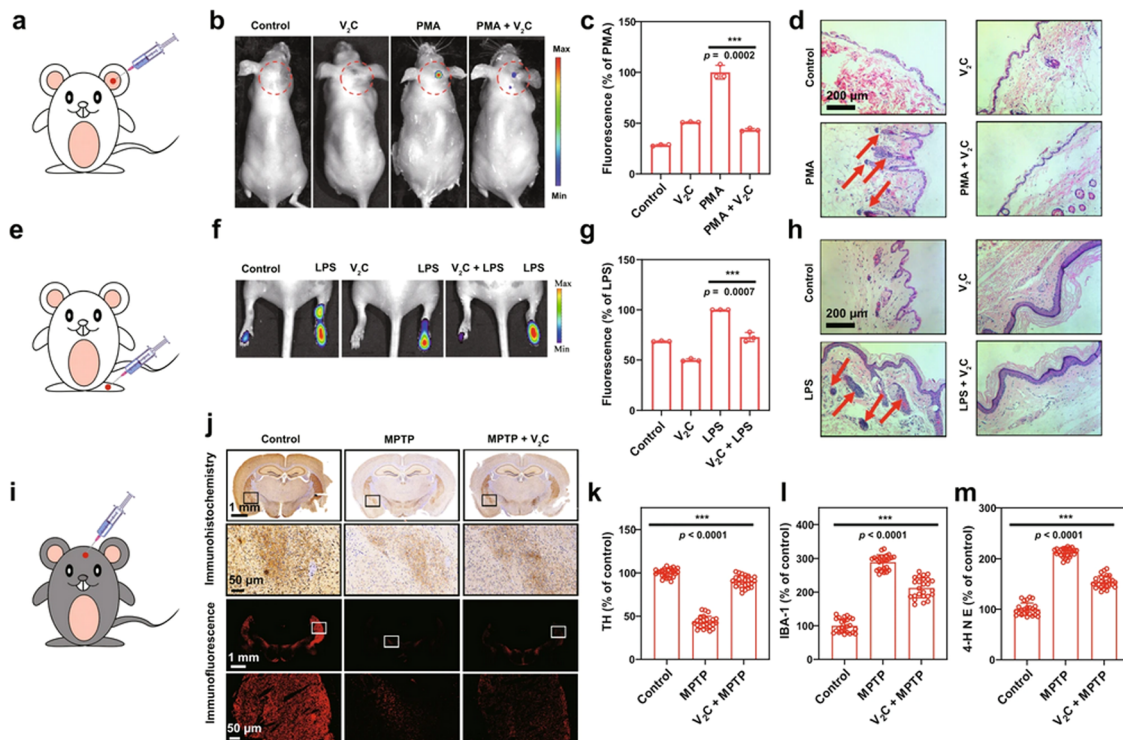 a
b
Control
V₂C
PMA
PMA + V₂C
Max
Min
c
Fluorescence (% of PMA)
150
100
50
0
***
p = 0.0002
Control
V₂C
PMA
PMA + V₂C
d
Control
200 μm
V₂C
PMA
PMA + V₂C
e
f
Control
LPS
V₂C
LPS
V₂C + LPS
LPS
Max
Min
g
Fluorescence (% of LPS)
150
100
50
0
***
p = 0.0007
Control
V₂C
LPS
V₂C + LPS
h
Control
200 μm
V₂C
LPS
LPS + V₂C
i
j
Control
MPTP
MPTP + V₂C
Immunohistochemistry
1 mm
50 μm
Immunofluorescence
1 mm
50 μm
k
TH (% of control)
150
100
50
0
***
p < 0.0001
Control
MPTP
V₂C + MPTP
l
IBA-1 (% of control)
400
300
200
100
0
***
p < 0.0001
Control
MPTP
V₂C + MPTP
m
4-H N E (% of control)
300
200
100
0
***
p < 0.0001
Control
MPTP
V₂C + MPTP